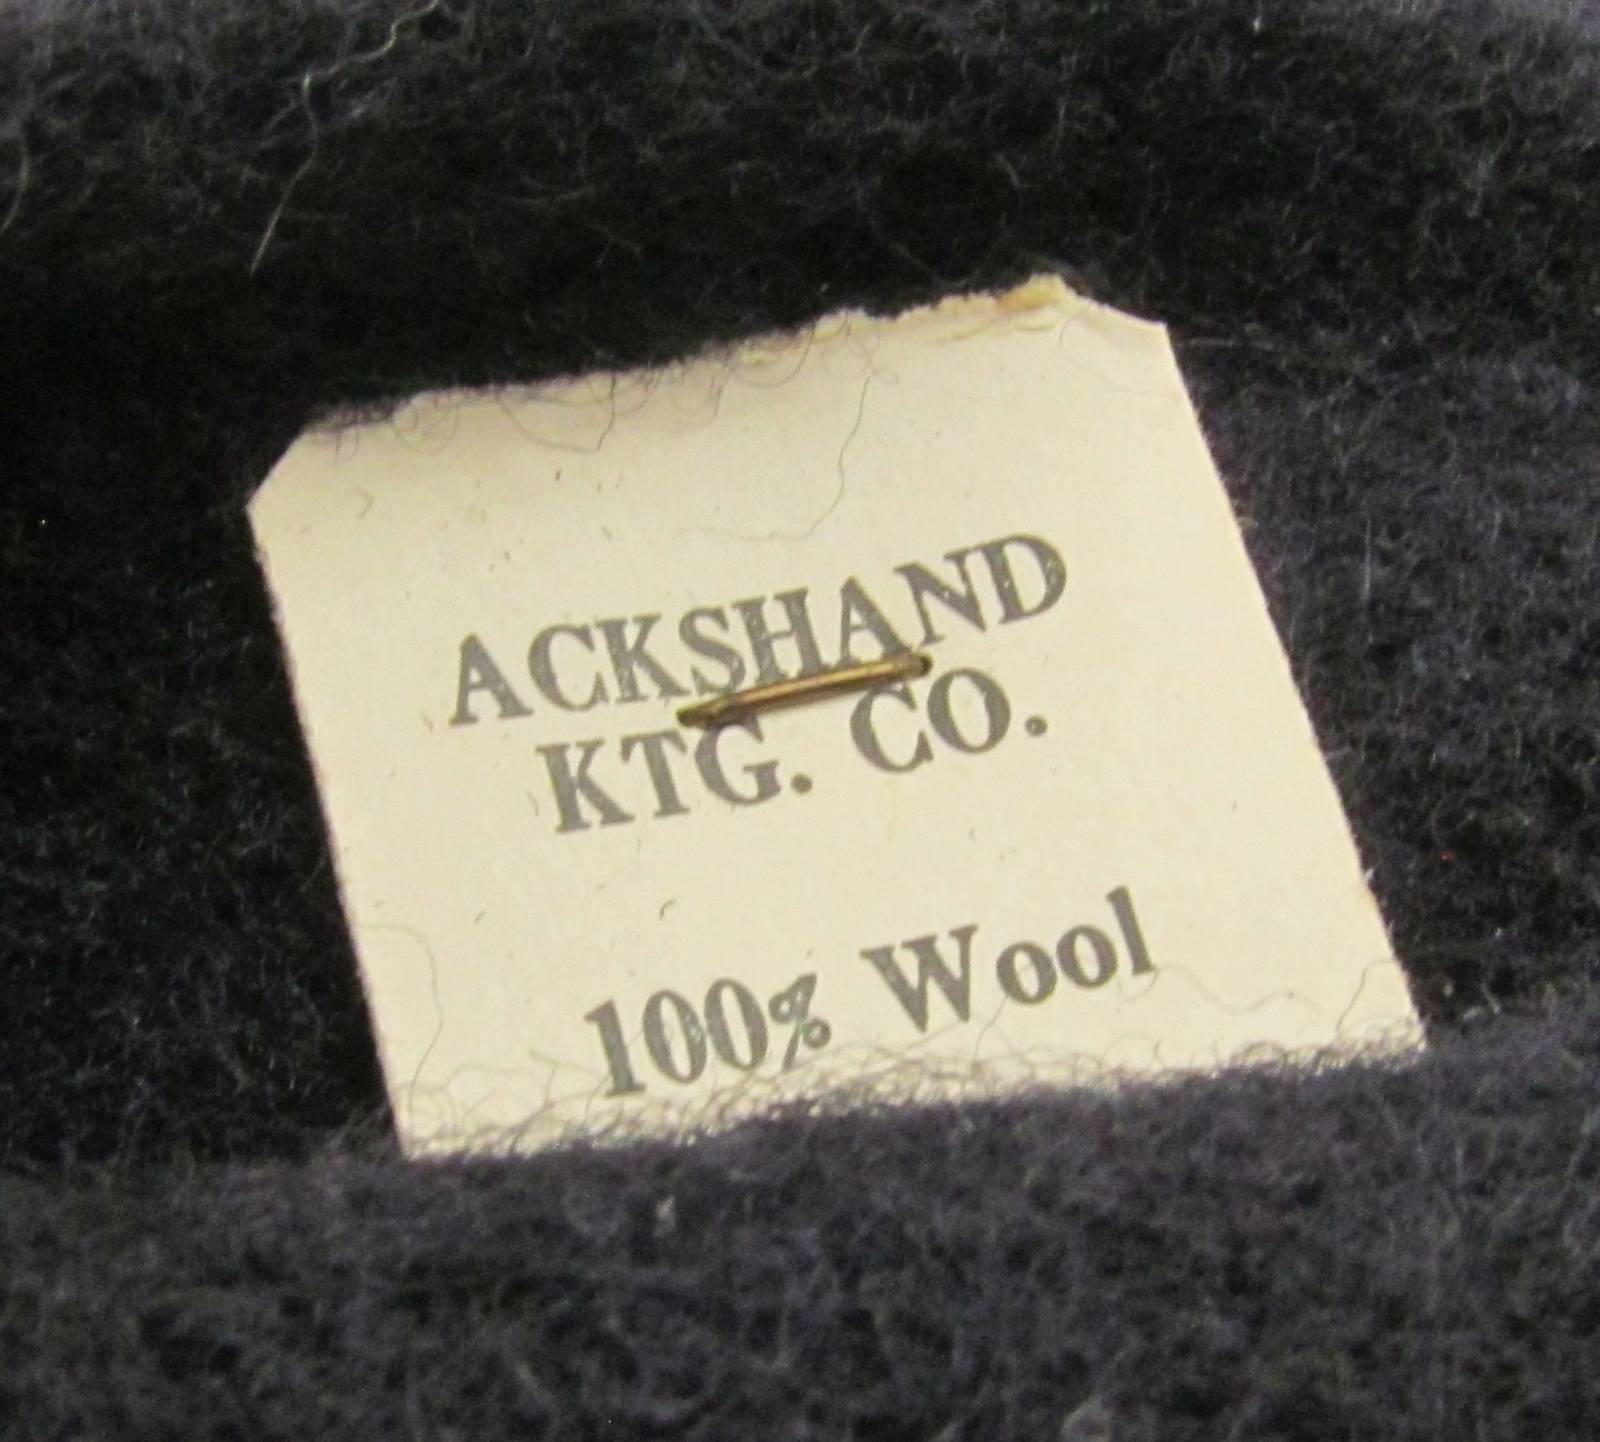 ACKSHAND
KTG. CO.
100% Wool